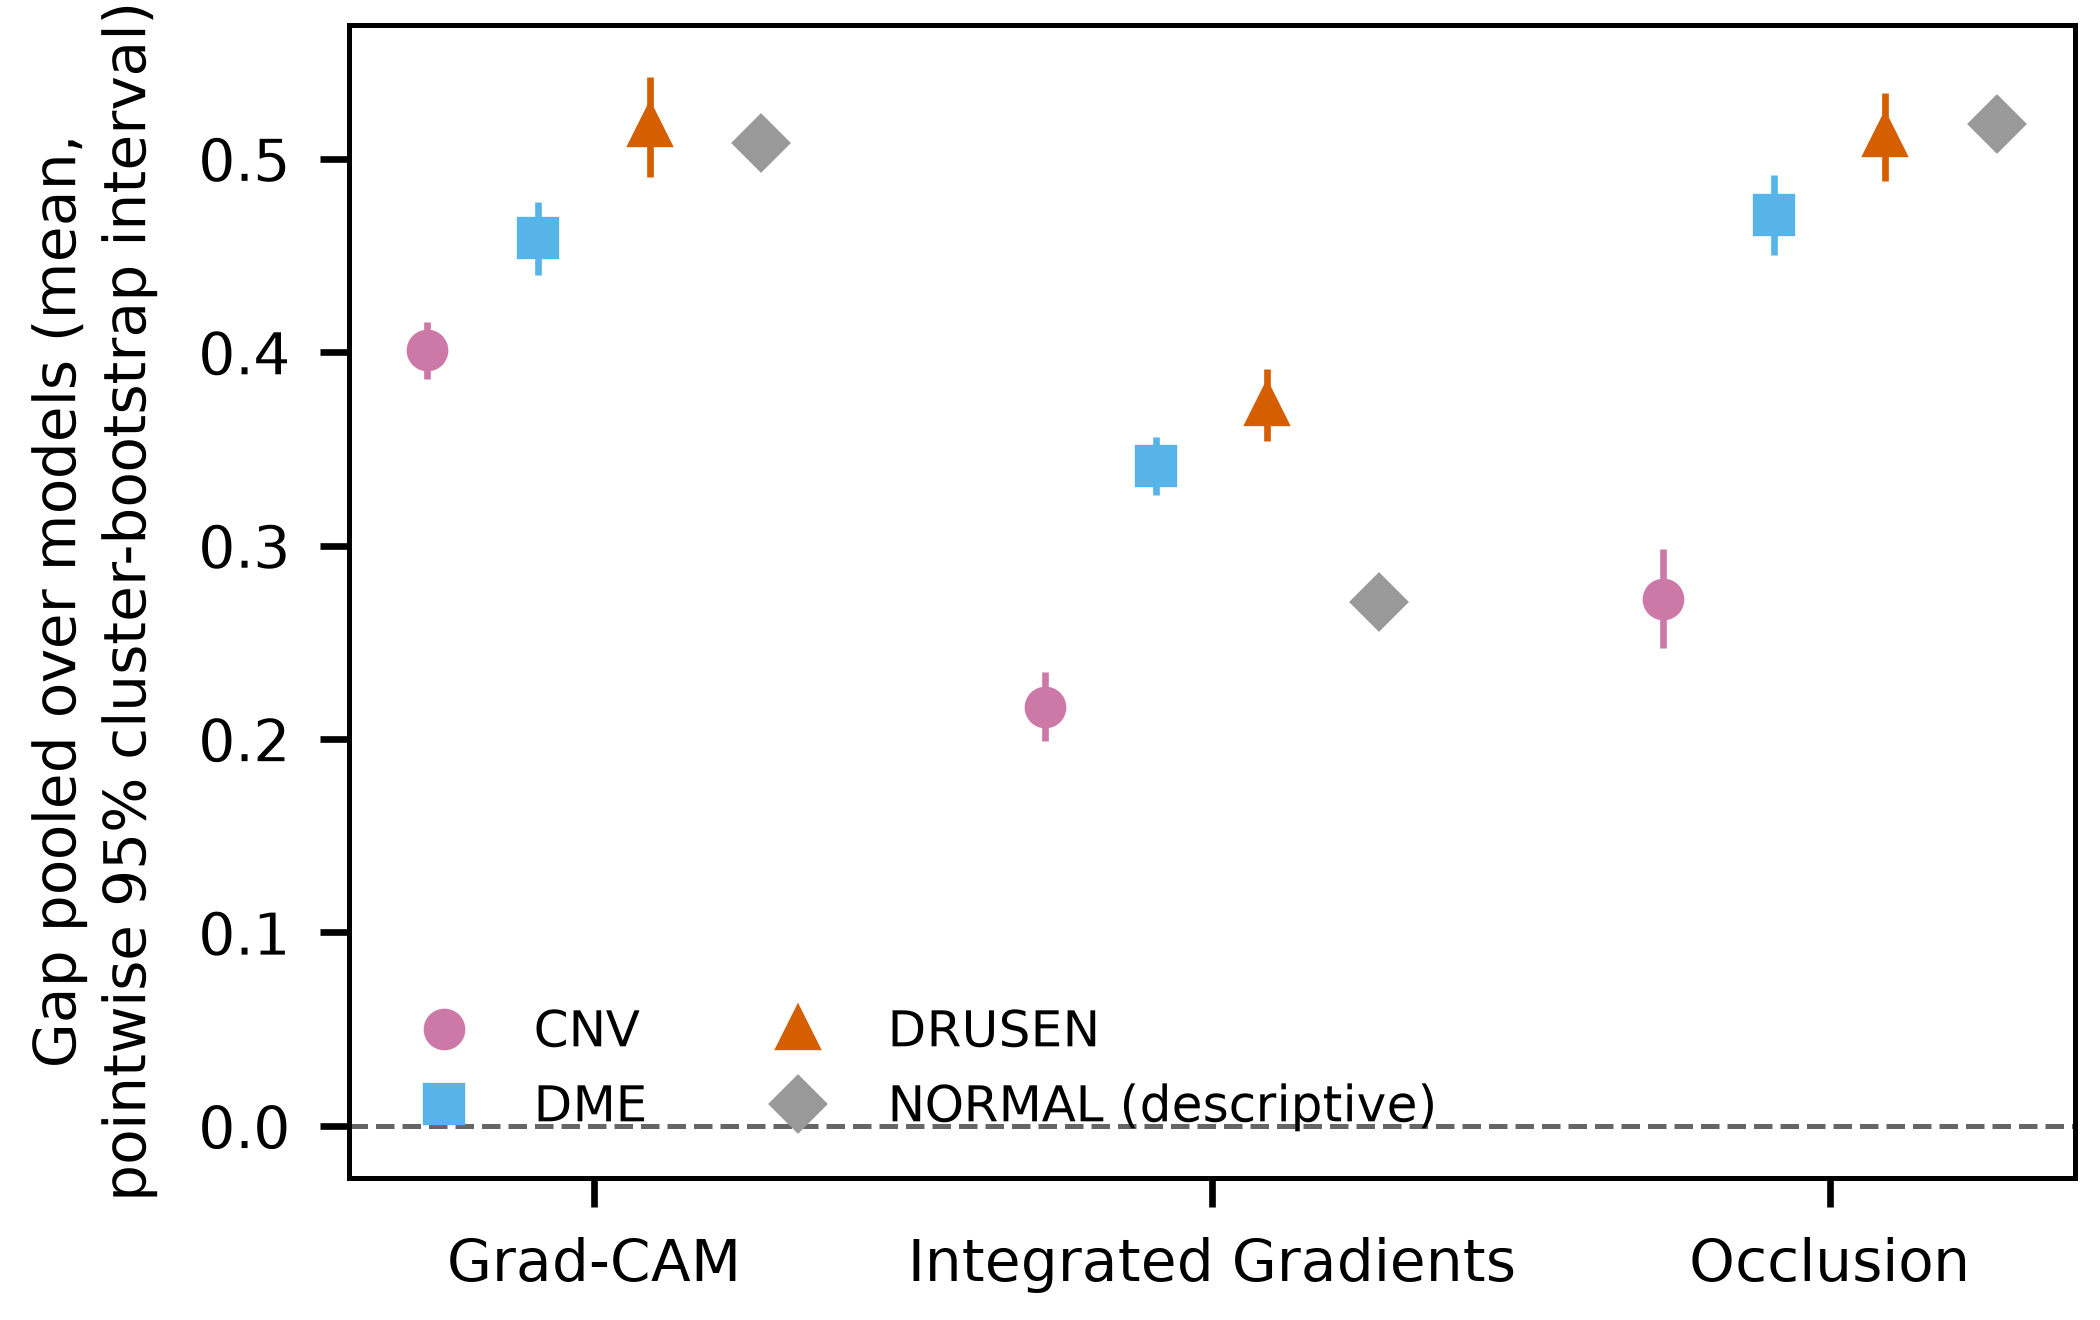 Gap pooled over models (mean,
pointwise 95% cluster-bootstrap interval)
0.5
0.4
0.3
0.2
0.1
0.0
CNV
DME
DRUSEN
NORMAL (descriptive)
Grad-CAM
Integrated Gradients
Occlusion